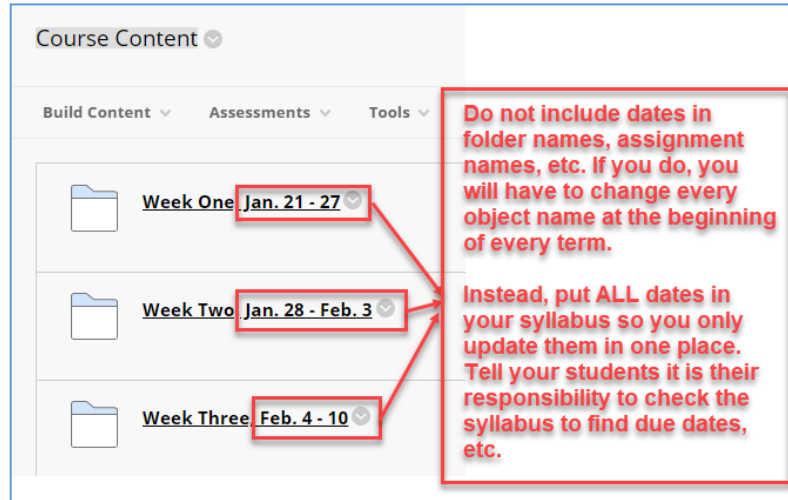 Course Content
Build Content Assessments Tools
Week One, Jan. 21 - 27
Week Two, Jan. 28 - Feb. 3
Week Three, Feb. 4 - 10
Do not include dates in
folder names, assignment
names, etc. If you do, you
will have to change every
object name at the beginning
of every term.
Instead, put ALL dates in
your syllabus so you only
update them in one place.
Tell your students it is their
responsibility to check the
syllabus to find due dates,
etc.